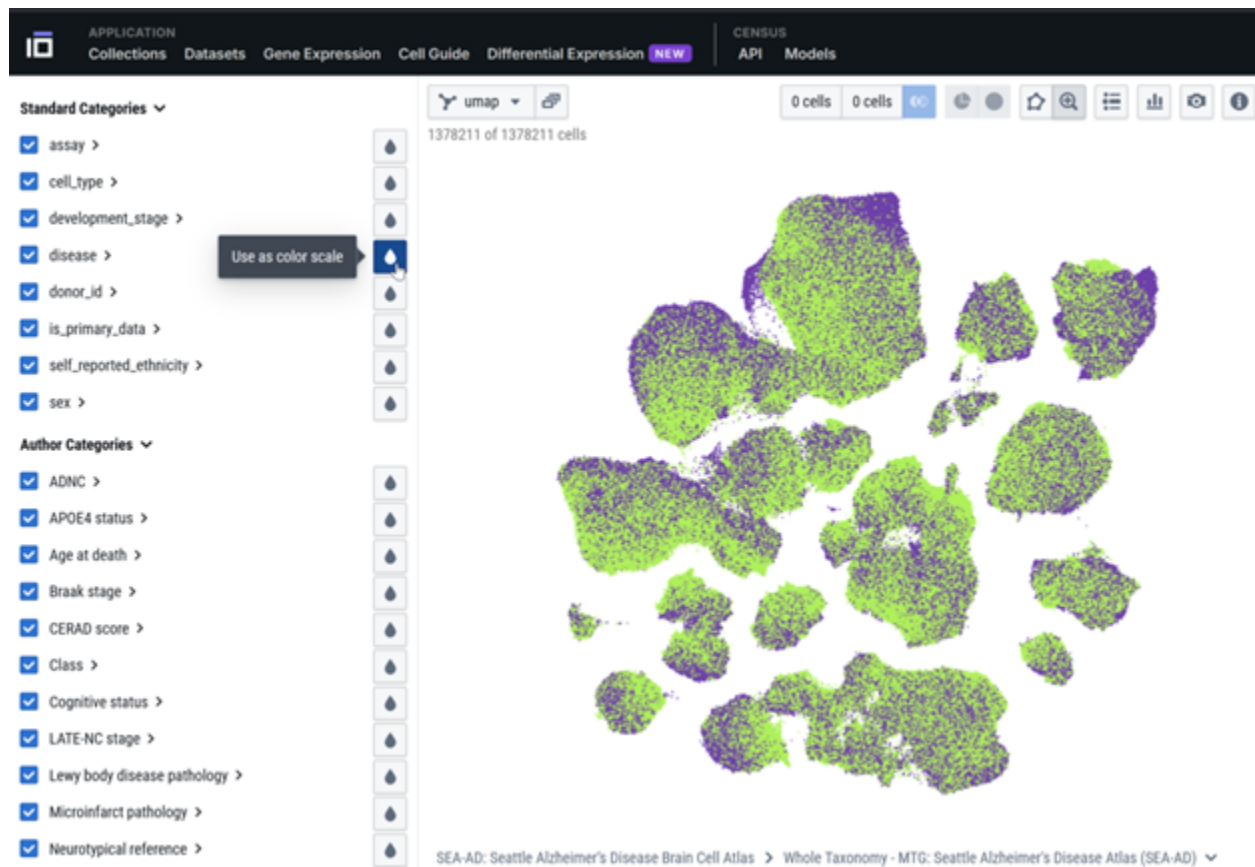 APPLICATION
Collections Datasets Gene Expression Cell Guide Differential Expression NEW
CENSUS
API Models
Standard Categories
assay
cell_type
development_stage
disease
Use as color scale
donor_id
is_primary_data
self_reported_ethnicity
sex
Author Categories
ADNC
APOE4 status
Age at death
Braak stage
CERAD score
Class
Cognitive status
LATE-NC stage
Lewy body disease pathology
Microinfarct pathology
Neurotypical reference
umap
0 cells 0 cells
1378211 of 1378211 cells
SEA-AD: Seattle Alzheimer's Disease Brain Cell Atlas > Whole Taxonomy - MTG: Seattle Alzheimer's Disease Atlas (SEA-AD)